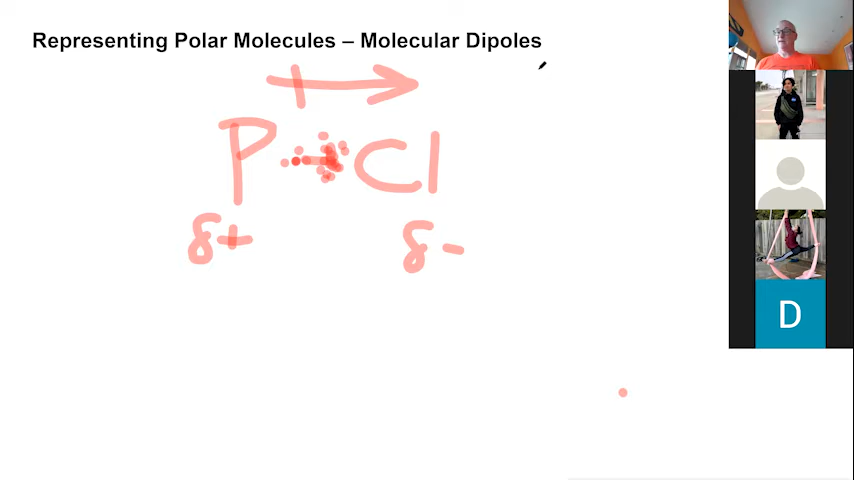 Representing Polar Molecules – Molecular Dipoles
P Cl
δ+ δ-
D